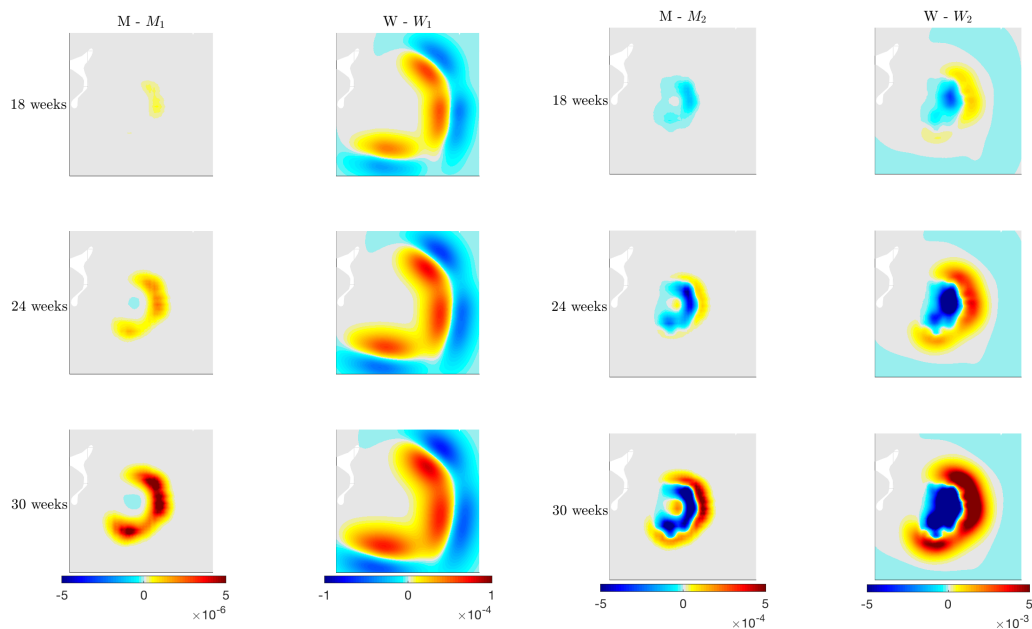 M - M₁ W - W₁ M - M₂ W - W₂
18 weeks 18 weeks
24 weeks 24 weeks
30 weeks 30 weeks
-5 0 5 -1 0 1 -5 0 5 -5 0 5
×10⁻⁶ ×10⁻⁴ ×10⁻⁴ ×10⁻³